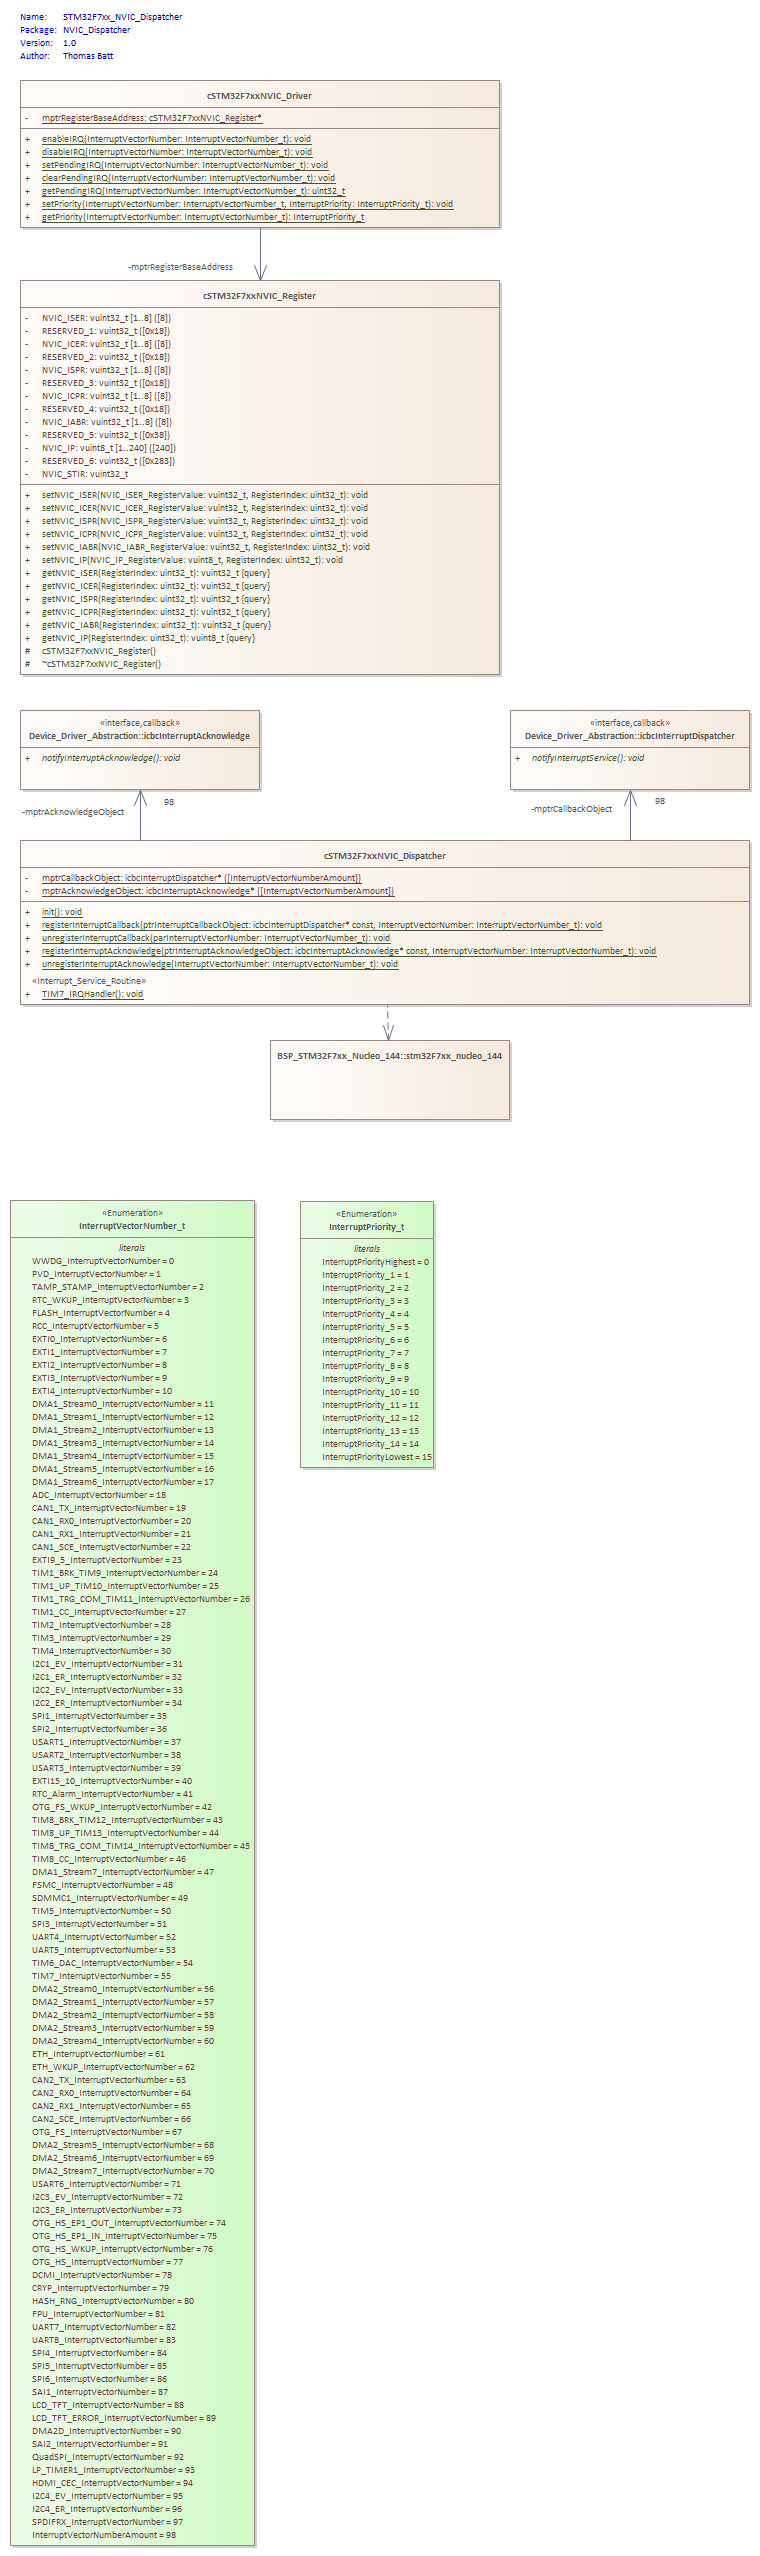 Name: STM32F7xx_NVIC_Dispatcher
Package: NVIC_Dispatcher
Version: 1.0
Author: Thomas Batt
cSTM32F7xxNVIC_Driver
- mptrRegisterBaseAddress: cSTM32F7xxNVIC_Register*
+ enableIRQ(InterruptVectorNumber: InterruptVectorNumber_t): void
+ disableIRQ(InterruptVectorNumber: InterruptVectorNumber_t): void
+ setPendingIRQ(InterruptVectorNumber: InterruptVectorNumber_t): void
+ clearPendingIRQ(InterruptVectorNumber: InterruptVectorNumber_t): void
+ getPendingIRQ(InterruptVectorNumber: InterruptVectorNumber_t): uint32_t
+ setPriority(InterruptVectorNumber: InterruptVectorNumber_t, InterruptPriority: InterruptPriority_t): void
+ getPriority(InterruptVectorNumber: InterruptVectorNumber_t): InterruptPriority_t
-mptrRegisterBaseAddress
cSTM32F7xxNVIC_Register
- NVIC_ISER: vuint32_t [1..8] ([8])
- RESERVED_1: vuint32_t ([0x18])
- NVIC_ICER: vuint32_t [1..8] ([8])
- RESERVED_2: vuint32_t ([0x18])
- NVIC_ISPR: vuint32_t [1..8] ([8])
- RESERVED_3: vuint32_t ([0x18])
- NVIC_ICPR: vuint32_t [1..8] ([8])
- RESERVED_4: vuint32_t ([0x18])
- NVIC_IABR: vuint32_t [1..8] ([8])
- RESERVED_5: vuint32_t ([0x38])
- NVIC_IP: vuint8_t [1..240] ([240])
- RESERVED_6: vuint32_t ([0x283])
- NVIC_STIR: vuint32_t
+ setNVIC_ISER(NVIC_ISER_RegisterValue: vuint32_t, RegisterIndex: uint32_t): void
+ setNVIC_ICER(NVIC_ICER_RegisterValue: vuint32_t, RegisterIndex: uint32_t): void
+ setNVIC_ISPR(NVIC_ISPR_RegisterValue: vuint32_t, RegisterIndex: uint32_t): void
+ setNVIC_ICPR(NVIC_ICPR_RegisterValue: vuint32_t, RegisterIndex: uint32_t): void
+ setNVIC_IABR(NVIC_IABR_RegisterValue: vuint32_t, RegisterIndex: uint32_t): void
+ setNVIC_IP(NVIC_IP_RegisterValue: vuint8_t, RegisterIndex: uint32_t): void
+ getNVIC_ISER(RegisterIndex: uint32_t): vuint32_t {query}
+ getNVIC_ICER(RegisterIndex: uint32_t): vuint32_t {query}
+ getNVIC_ISPR(RegisterIndex: uint32_t): vuint32_t {query}
+ getNVIC_ICPR(RegisterIndex: uint32_t): vuint32_t {query}
+ getNVIC_IABR(RegisterIndex: uint32_t): vuint32_t {query}
+ getNVIC_IP(RegisterIndex: uint32_t): vuint8_t {query}
# cSTM32F7xxNVIC_Register()
# ~cSTM32F7xxNVIC_Register()
«interface,callback»
Device_Driver_Abstraction::icbcInterruptAcknowledge
+ notifyInterruptAcknowledge(): void
«interface,callback»
Device_Driver_Abstraction::icbcInterruptDispatcher
+ notifyInterruptService(): void
98
-mptrAcknowledgeObject
98
-mptrCallbackObject
cSTM32F7xxNVIC_Dispatcher
- mptrCallbackObject: icbcInterruptDispatcher* ([InterruptVectorNumberAmount])
- mptrAcknowledgeObject: icbcInterruptAcknowledge* ([InterruptVectorNumberAmount])
+ init(): void
+ registerInterruptCallback(ptrInterruptCallbackObject: icbcInterruptDispatcher* const, InterruptVectorNumber: InterruptVectorNumber_t): void
+ unregisterInterruptCallback(parInterruptVectorNumber: InterruptVectorNumber_t): void
+ registerInterruptAcknowledge(ptrInterruptAcknowledgeObject: icbcInterruptAcknowledge* const, InterruptVectorNumber: InterruptVectorNumber_t): void
+ unregisterInterruptAcknowledge(InterruptVectorNumber: InterruptVectorNumber_t): void
«Interrupt_Service_Routine»
+ TIM7_IRQHandler(): void
BSP_STM32F7xx_Nucleo_144::stm32F7xx_nucleo_144
«Enumeration»
InterruptVectorNumber_t
literals
WWDG_InterruptVectorNumber = 0
PVD_InterruptVectorNumber = 1
TAMP_STAMP_InterruptVectorNumber = 2
RTC_WKUP_InterruptVectorNumber = 3
FLASH_InterruptVectorNumber = 4
RCC_InterruptVectorNumber = 5
EXTI0_InterruptVectorNumber = 6
EXTI1_InterruptVectorNumber = 7
EXTI2_InterruptVectorNumber = 8
EXTI3_InterruptVectorNumber = 9
EXTI4_InterruptVectorNumber = 10
DMA1_Stream0_InterruptVectorNumber = 11
DMA1_Stream1_InterruptVectorNumber = 12
DMA1_Stream2_InterruptVectorNumber = 13
DMA1_Stream3_InterruptVectorNumber = 14
DMA1_Stream4_InterruptVectorNumber = 15
DMA1_Stream5_InterruptVectorNumber = 16
DMA1_Stream6_InterruptVectorNumber = 17
ADC_InterruptVectorNumber = 18
CAN1_TX_InterruptVectorNumber = 19
CAN1_RX0_InterruptVectorNumber = 20
CAN1_RX1_InterruptVectorNumber = 21
CAN1_SCE_InterruptVectorNumber = 22
EXTI9_5_InterruptVectorNumber = 23
TIM1_BRK_TIM9_InterruptVectorNumber = 24
TIM1_UP_TIM10_InterruptVectorNumber = 25
TIM1_TRG_COM_TIM11_InterruptVectorNumber = 26
TIM1_CC_InterruptVectorNumber = 27
TIM2_InterruptVectorNumber = 28
TIM3_InterruptVectorNumber = 29
TIM4_InterruptVectorNumber = 30
I2C1_EV_InterruptVectorNumber = 31
I2C1_ER_InterruptVectorNumber = 32
I2C2_EV_InterruptVectorNumber = 33
I2C2_ER_InterruptVectorNumber = 34
SPI1_InterruptVectorNumber = 35
SPI2_InterruptVectorNumber = 36
USART1_InterruptVectorNumber = 37
USART2_InterruptVectorNumber = 38
USART3_InterruptVectorNumber = 39
EXTI15_10_InterruptVectorNumber = 40
RTC_Alarm_InterruptVectorNumber = 41
OTG_FS_WKUP_InterruptVectorNumber = 42
TIM8_BRK_TIM12_InterruptVectorNumber = 43
TIM8_UP_TIM13_InterruptVectorNumber = 44
TIM8_TRG_COM_TIM14_InterruptVectorNumber = 45
TIM8_CC_InterruptVectorNumber = 46
DMA1_Stream7_InterruptVectorNumber = 47
FSMC_InterruptVectorNumber = 48
SDMMC1_InterruptVectorNumber = 49
TIM5_InterruptVectorNumber = 50
SPI3_InterruptVectorNumber = 51
UART4_InterruptVectorNumber = 52
UART5_InterruptVectorNumber = 53
TIM6_DAC_InterruptVectorNumber = 54
TIM7_InterruptVectorNumber = 55
DMA2_Stream0_InterruptVectorNumber = 56
DMA2_Stream1_InterruptVectorNumber = 57
DMA2_Stream2_InterruptVectorNumber = 58
DMA2_Stream3_InterruptVectorNumber = 59
DMA2_Stream4_InterruptVectorNumber = 60
ETH_InterruptVectorNumber = 61
ETH_WKUP_InterruptVectorNumber = 62
CAN2_TX_InterruptVectorNumber = 63
CAN2_RX0_InterruptVectorNumber = 64
CAN2_RX1_InterruptVectorNumber = 65
CAN2_SCE_InterruptVectorNumber = 66
OTG_FS_InterruptVectorNumber = 67
DMA2_Stream5_InterruptVectorNumber = 68
DMA2_Stream6_InterruptVectorNumber = 69
DMA2_Stream7_InterruptVectorNumber = 70
USART6_InterruptVectorNumber = 71
I2C3_EV_InterruptVectorNumber = 72
I2C3_ER_InterruptVectorNumber = 73
OTG_HS_EP1_OUT_InterruptVectorNumber = 74
OTG_HS_EP1_IN_InterruptVectorNumber = 75
OTG_HS_WKUP_InterruptVectorNumber = 76
OTG_HS_InterruptVectorNumber = 77
DCMI_InterruptVectorNumber = 78
CRYP_InterruptVectorNumber = 79
HASH_RNG_InterruptVectorNumber = 80
FPU_InterruptVectorNumber = 81
UART7_InterruptVectorNumber = 82
UART8_InterruptVectorNumber = 83
SPI4_InterruptVectorNumber = 84
SPI5_InterruptVectorNumber = 85
SPI6_InterruptVectorNumber = 86
SAI1_InterruptVectorNumber = 87
LCD_TFT_InterruptVectorNumber = 88
LCD_TFT_ERROR_InterruptVectorNumber = 89
DMA2D_InterruptVectorNumber = 90
SAI2_InterruptVectorNumber = 91
QuadSPI_InterruptVectorNumber = 92
LP_TIMER1_InterruptVectorNumber = 93
HDMI_CEC_InterruptVectorNumber = 94
I2C4_EV_InterruptVectorNumber = 95
I2C4_ER_InterruptVectorNumber = 96
SPDIFRX_InterruptVectorNumber = 97
InterruptVectorNumberAmount = 98
«Enumeration»
InterruptPriority_t
literals
InterruptPriorityHighest = 0
InterruptPriority_1 = 1
InterruptPriority_2 = 2
InterruptPriority_3 = 3
InterruptPriority_4 = 4
InterruptPriority_5 = 5
InterruptPriority_6 = 6
InterruptPriority_7 = 7
InterruptPriority_8 = 8
InterruptPriority_9 = 9
InterruptPriority_10 = 10
InterruptPriority_11 = 11
InterruptPriority_12 = 12
InterruptPriority_13 = 13
InterruptPriority_14 = 14
InterruptPriorityLowest = 15